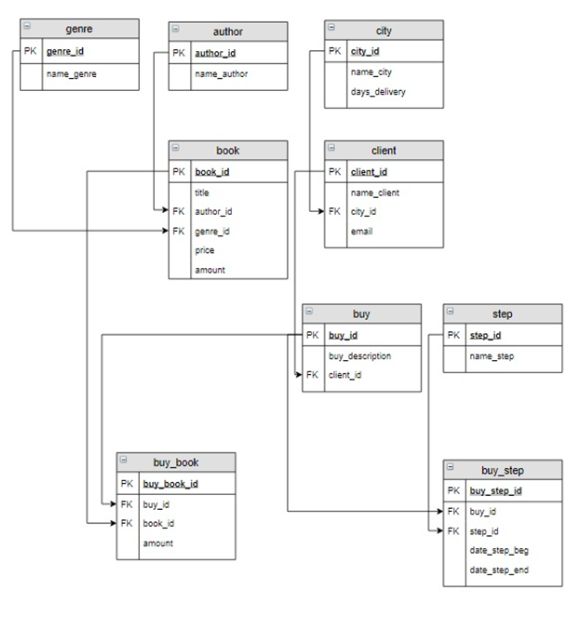 genre
PK genre_id
name_genre
author
PK author_id
name_author
city
PK city_id
name_city
days_delivery
book
PK book_id
title
FK author_id
FK genre_id
price
amount
client
PK client_id
name_client
FK city_id
email
buy
PK buy_id
buy_description
FK client_id
step
PK step_id
name_step
buy_book
PK buy_book_id
FK buy_id
FK book_id
amount
buy_step
PK buy_step_id
FK buy_id
FK step_id
date_step_beg
date_step_end